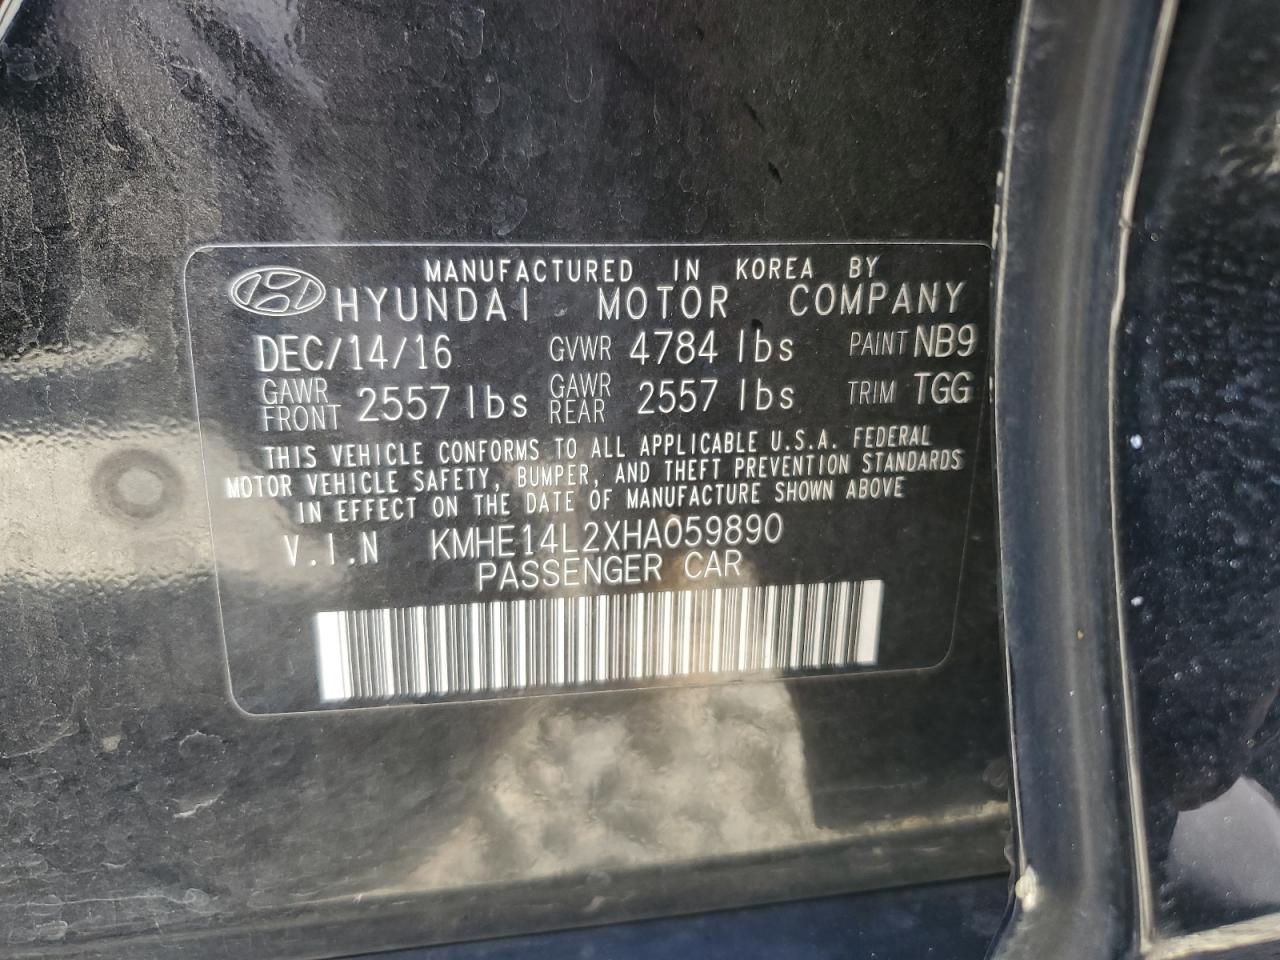 MANUFACTURED IN KOREA BY
HYUNDAI MOTOR COMPANY
DEC/14/16 GVWR 4784 lbs PAINT NB9
GAWR FRONT 2557 lbs GAWR REAR 2557 lbs TRIM TGG
THIS VEHICLE CONFORMS TO ALL APPLICABLE U.S.A. FEDERAL
MOTOR VEHICLE SAFETY, BUMPER, AND THEFT PREVENTION STANDARDS
IN EFFECT ON THE DATE OF MANUFACTURE SHOWN ABOVE
V.I.N KMHE14L2XHA059890
PASSENGER CAR